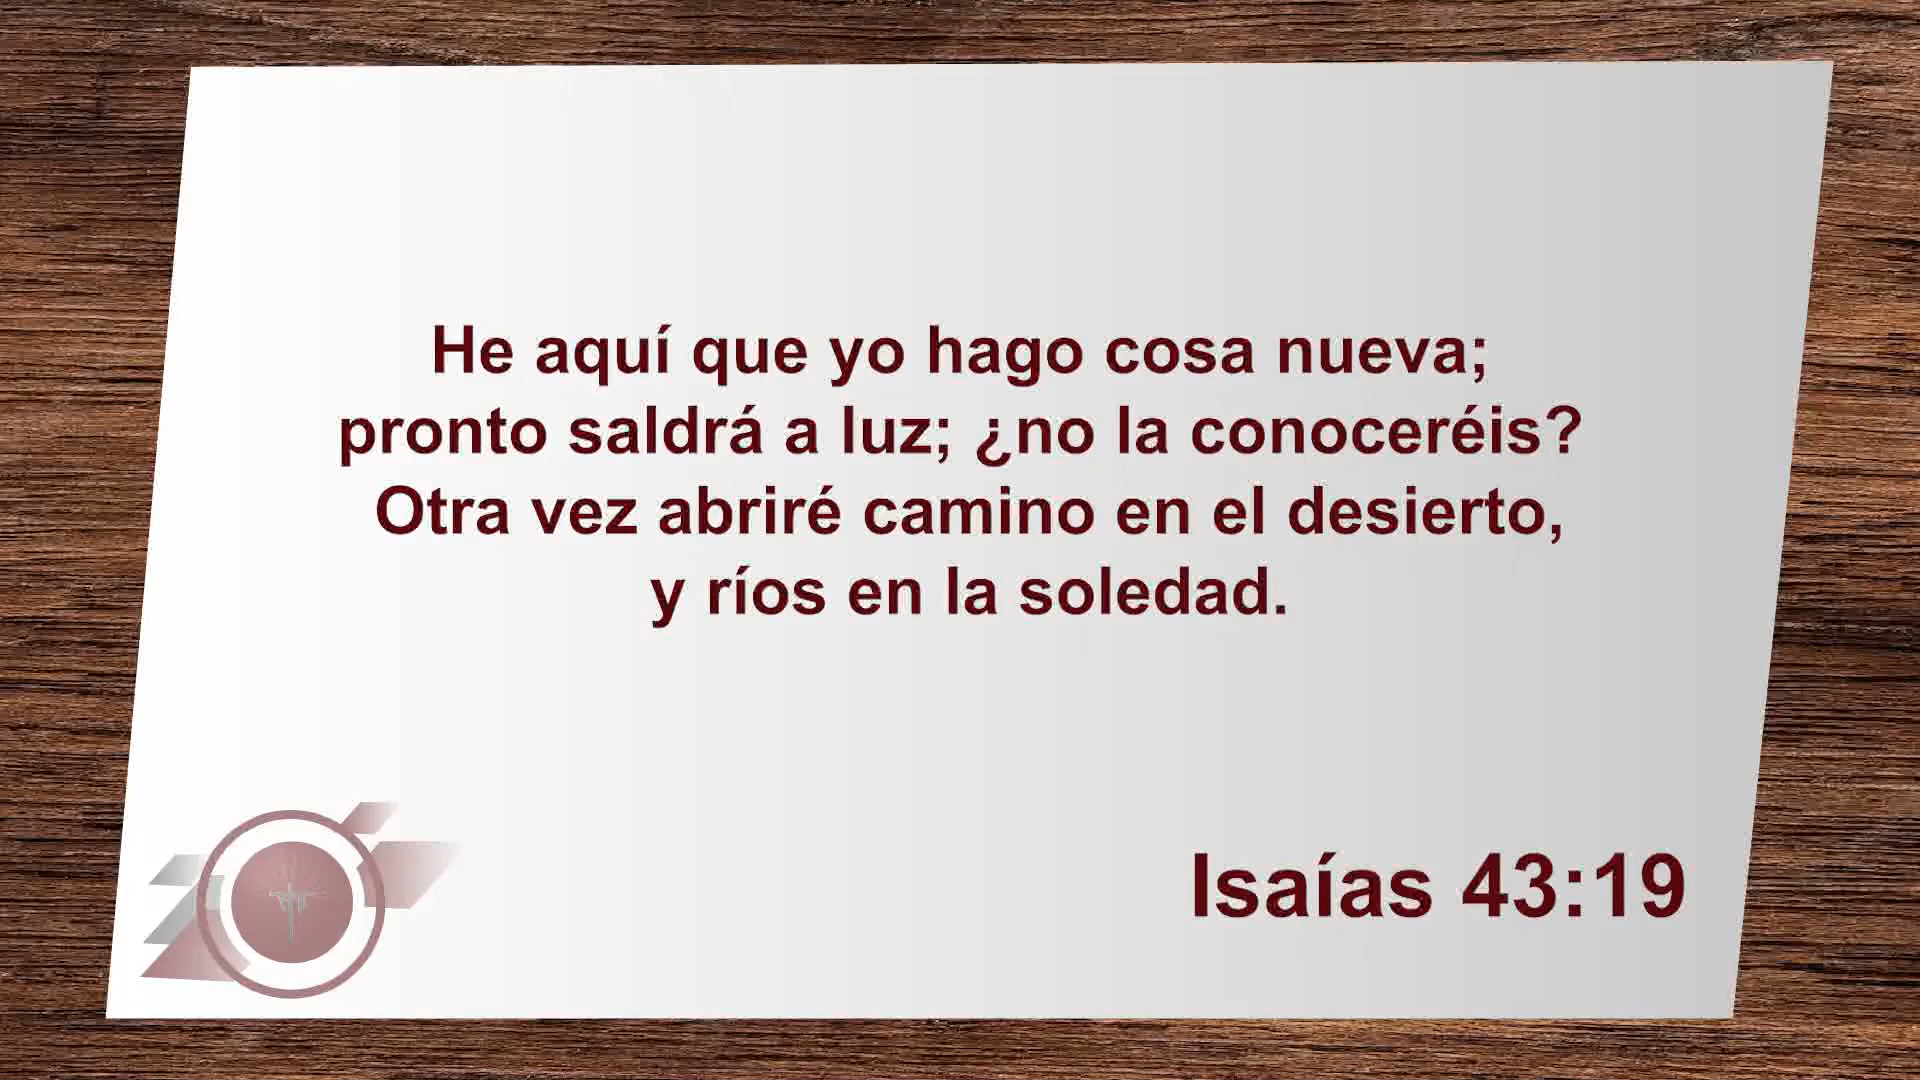 He aquí que yo hago cosa nueva;
pronto saldrá a luz; ¿no la conoceréis?
Otra vez abriré camino en el desierto,
y ríos en la soledad.
Isaías 43:19